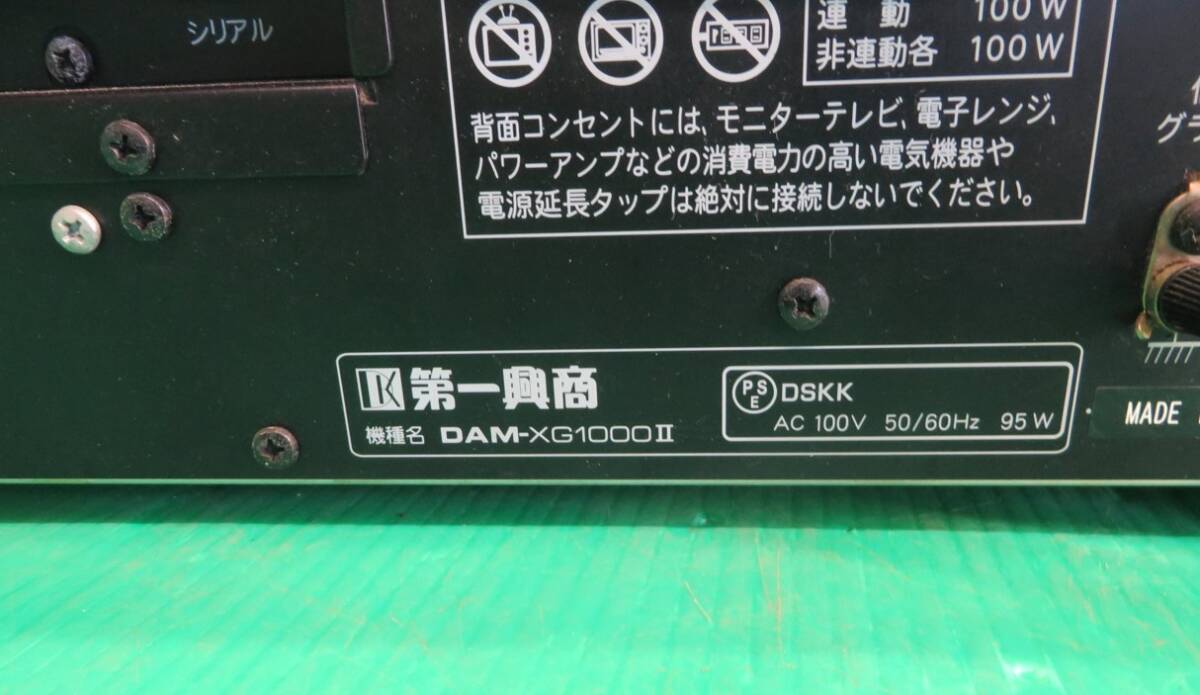 シリアル
連動 100W
非連動各 100W
背面コンセントには、モニターテレビ、電子レンジ、
パワーアンプなどの消費電力の高い電気機器や
電源延長タップは絶対に接続しないでください。
第一興商
機種名 DAM-XG1000Ⅱ
PSE DSKK
AC 100V 50/60Hz 95W
MADE